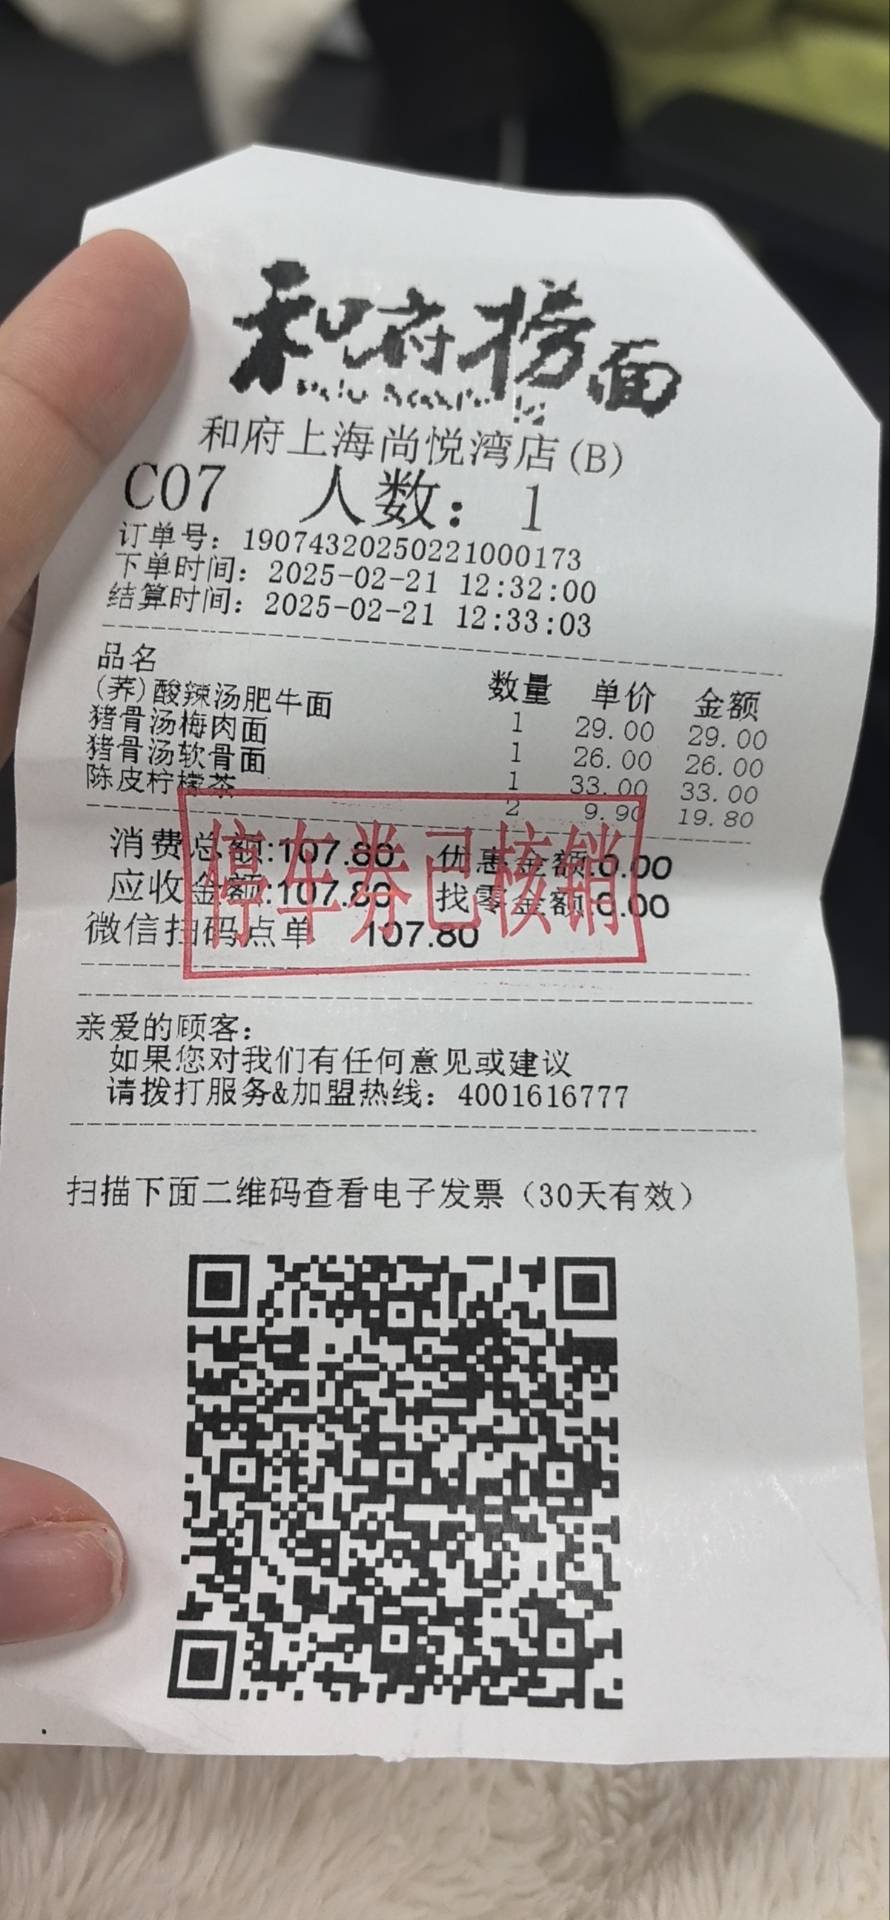 和府捞面
和府上海尚悦湾店(B)
C07 人数: 1
订单号: 19074320250221000173
下单时间: 2025-02-21 12:32:00
结算时间: 2025-02-21 12:33:03
品名 数量 单价 金额
(荞)酸辣汤肥牛面 1 29.00 29.00
猪骨汤梅肉面 1 26.00 26.00
猪骨汤软骨面 1 33.00 33.00
陈皮柠檬茶 2 9.90 19.80
消费总额:107.80 优惠金额:0.00
应收金额:107.80 找零金额:0.00
微信扫码点单 107.80
停车券已核销
亲爱的顾客:
如果您对我们有任何意见或建议
请拨打服务&加盟热线: 4001616777
扫描下面二维码查看电子发票（30天有效）